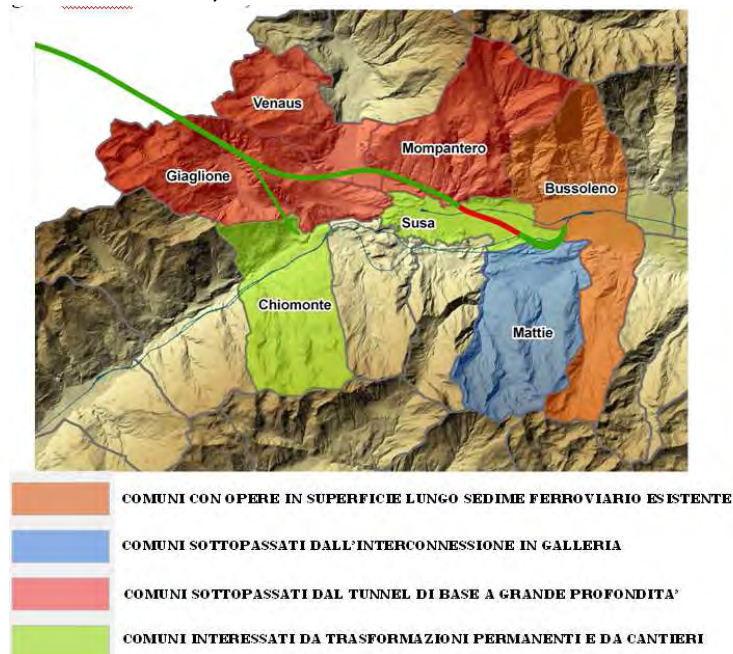 Venaus
Mompantero
Giaglione
Bussoleno
Susa
Chiomonte
Mattie
COMUNI CON OPERE IN SUPERFICIE LUNGO SEDIME FERROVIARIO ESISTENTE
COMUNI SOTTOPASSATI DALL'INTERCONNESSIONE IN GALLERIA
COMUNI SOTTOPASSATI DAL TUNNEL DI BASE A GRANDE PROFONDITA'
COMUNI INTERESSATI DA TRASFORMAZIONI PERMANENTI E DA CANTIERI